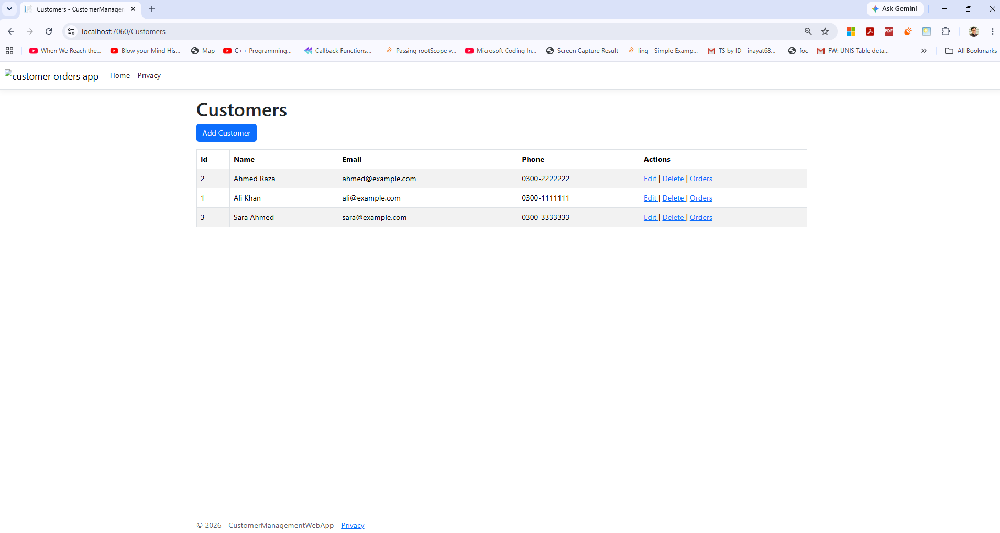 Customers - CustomerManager
Ask Gemini
localhost:7060/Customers
When We Reach the... Blow your Mind His... Map C++ Programming... Callback Functions... Passing rootScope v... Microsoft Coding In... Screen Capture Result linq - Simple Examp... TS by ID - inayat68... foc FW: UNIS Table deta... » All Bookmarks
customer orders app Home Privacy
Customers
Add Customer
Id Name Email Phone Actions
2 Ahmed Raza ahmed@example.com 0300-2222222 Edit | Delete | Orders
1 Ali Khan ali@example.com 0300-1111111 Edit | Delete | Orders
3 Sara Ahmed sara@example.com 0300-3333333 Edit | Delete | Orders
© 2026 - CustomerManagementWebApp - Privacy